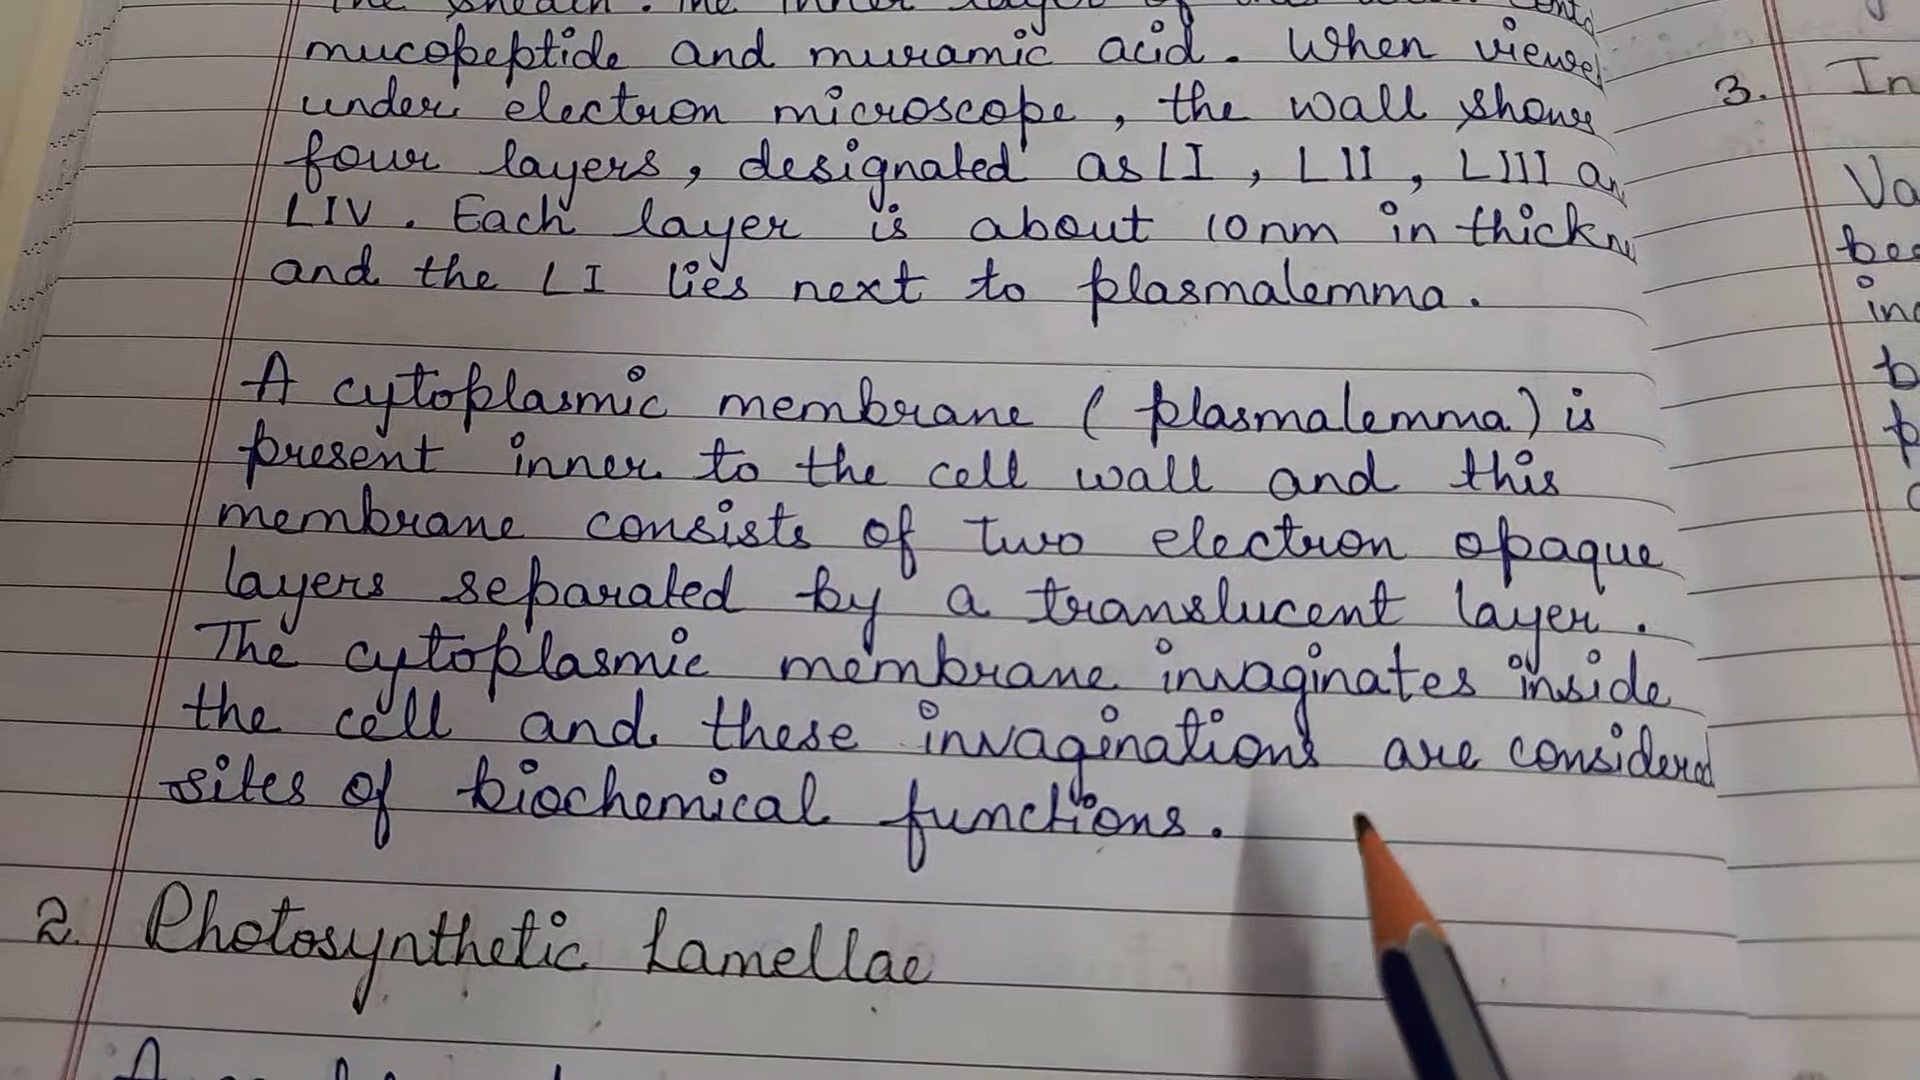 mucopeptide and muramic acid. When viewed
under electron microscope, the wall shows
four layers, designated as LI, LII, LIII an
LIV. Each layer is about 10nm in thickn
and the LI lies next to plasmalemma.
A cytoplasmic membrane (plasmalemma) is
present inner to the cell wall and this
membrane consists of two electron opaque
layers separated by a translucent layer.
The cytoplasmic membrane invaginates inside
the cell and these invaginations are considered
sites of biochemical functions.
2. Photosynthetic Lamellae
3. In
Va